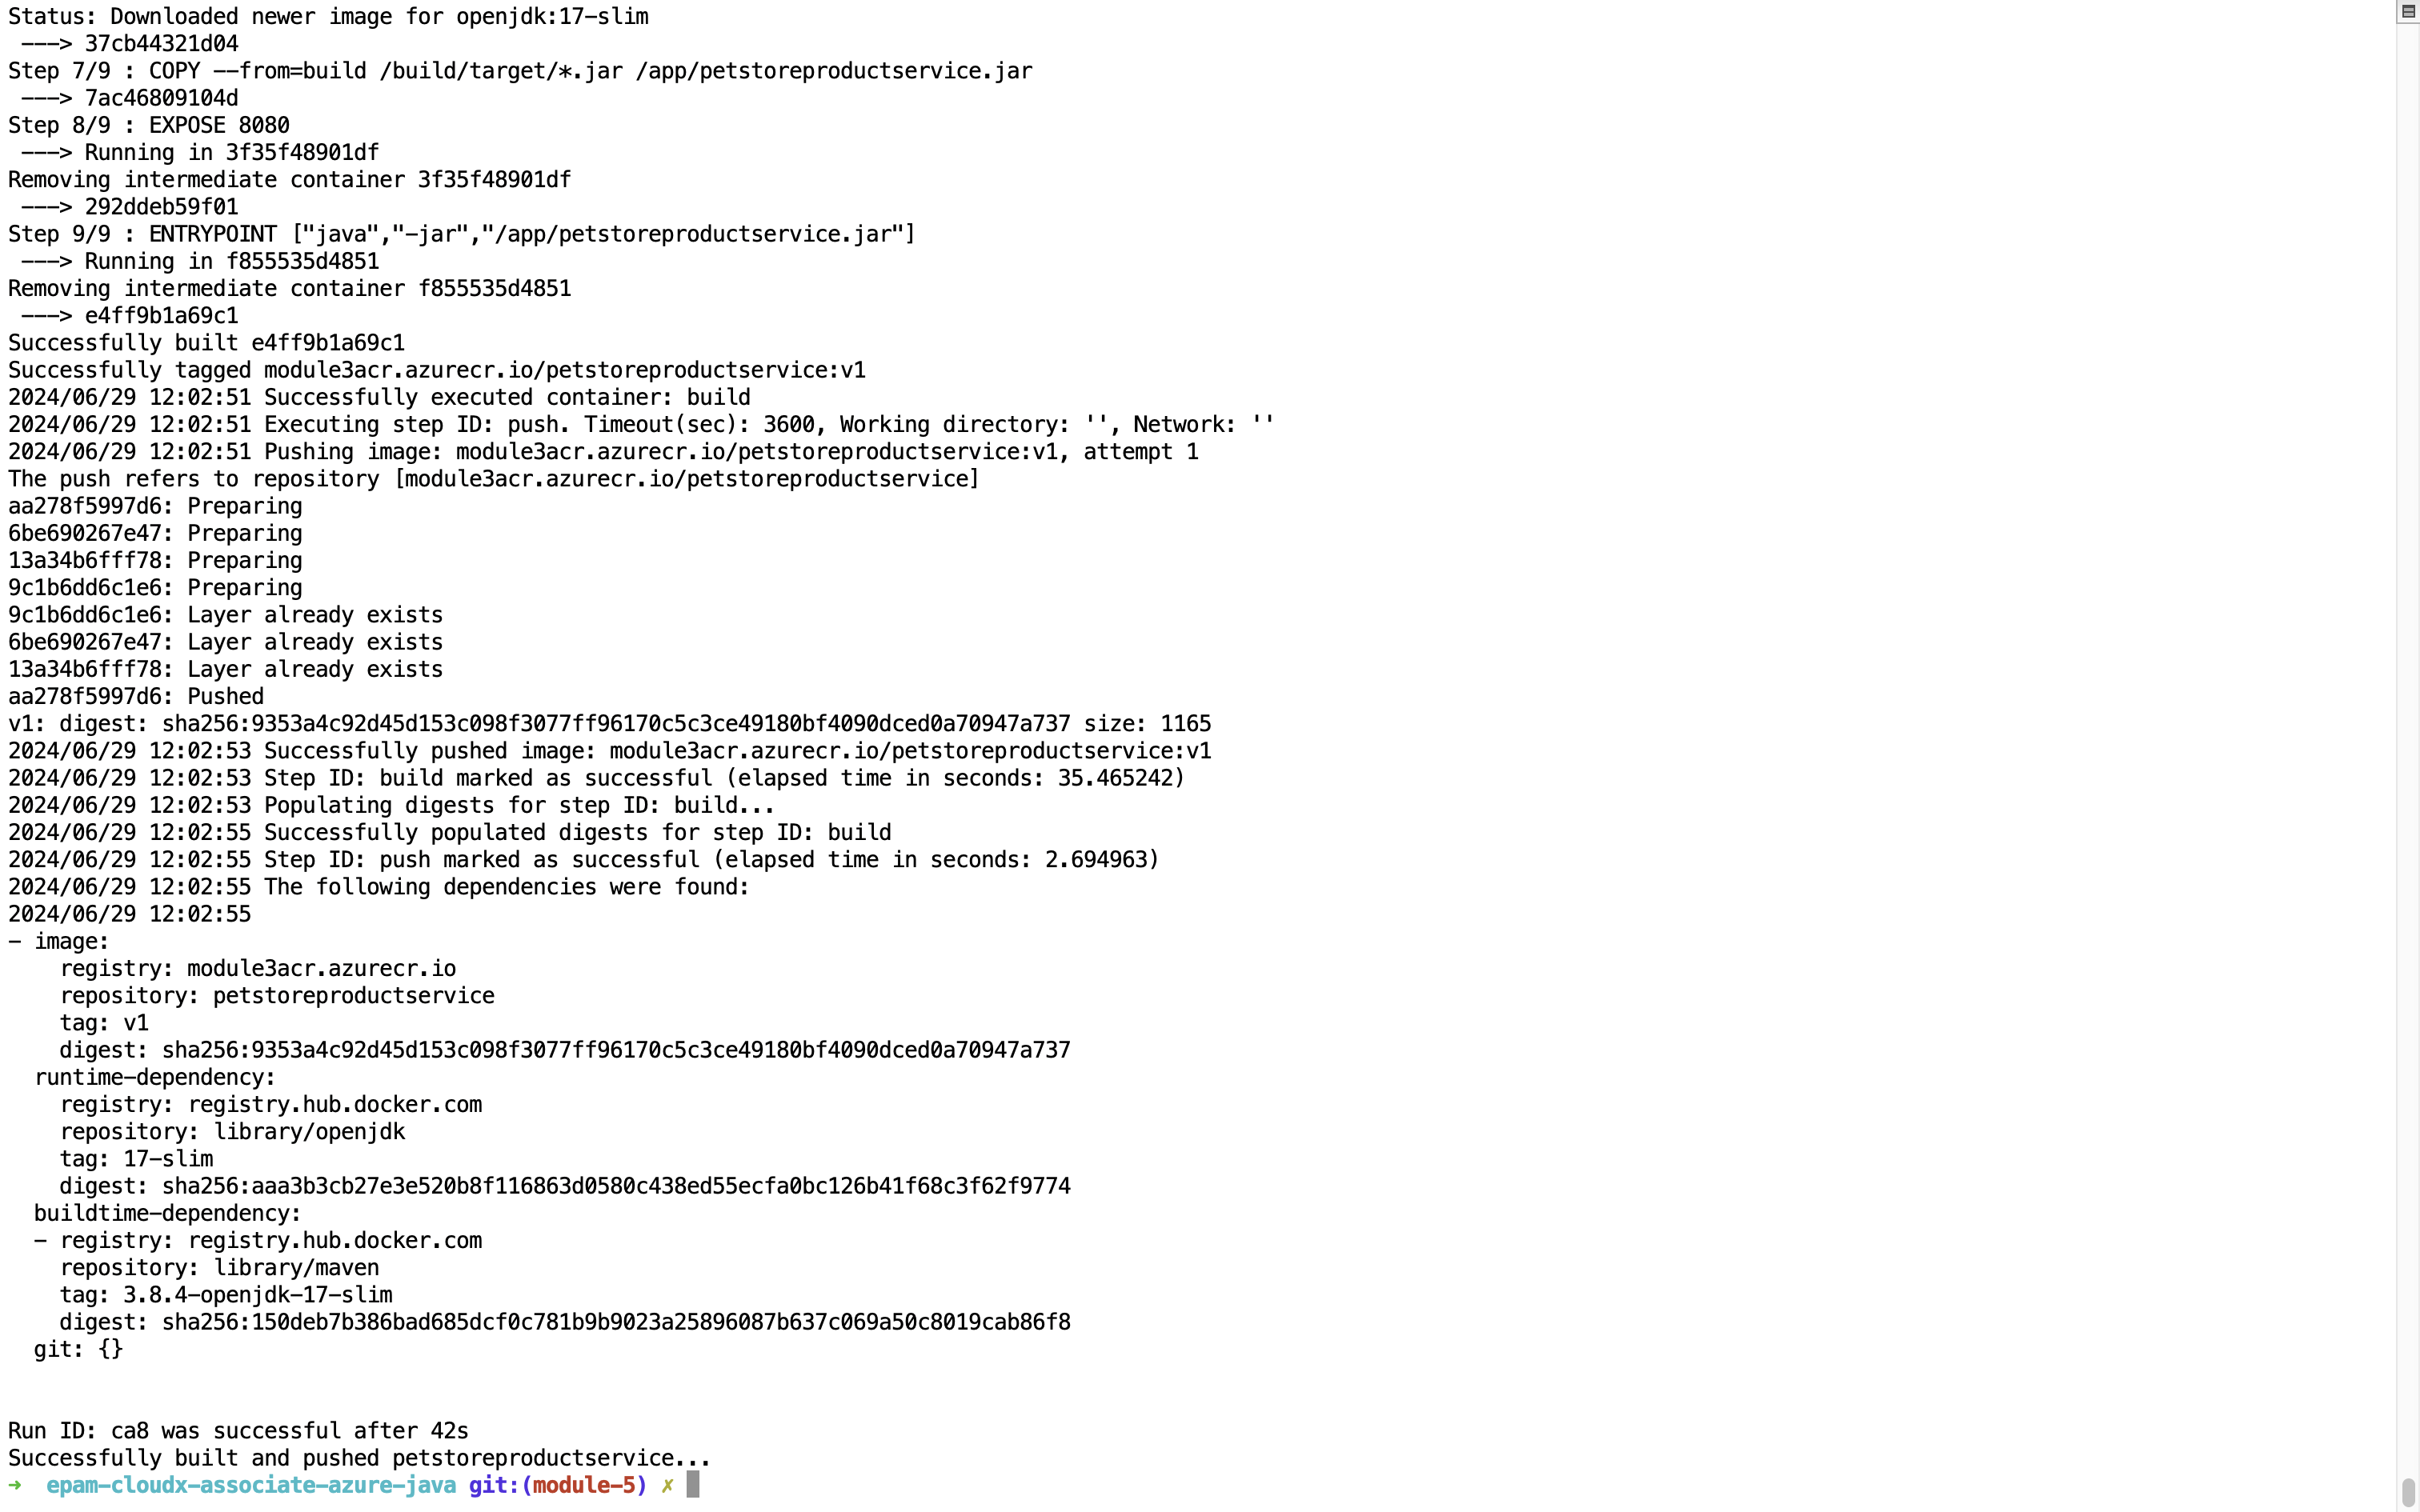 Status: Downloaded newer image for openjdk:17-slim
 ---> 37cb44321d04
Step 7/9 : COPY --from=build /build/target/*.jar /app/petstoreproductservice.jar
 ---> 7ac46809104d
Step 8/9 : EXPOSE 8080
 ---> Running in 3f35f48901df
Removing intermediate container 3f35f48901df
 ---> 292ddeb59f01
Step 9/9 : ENTRYPOINT ["java","-jar","/app/petstoreproductservice.jar"]
 ---> Running in f855535d4851
Removing intermediate container f855535d4851
 ---> e4ff9b1a69c1
Successfully built e4ff9b1a69c1
Successfully tagged module3acr.azurecr.io/petstoreproductservice:v1
2024/06/29 12:02:51 Successfully executed container: build
2024/06/29 12:02:51 Executing step ID: push. Timeout(sec): 3600, Working directory: '', Network: ''
2024/06/29 12:02:51 Pushing image: module3acr.azurecr.io/petstoreproductservice:v1, attempt 1
The push refers to repository [module3acr.azurecr.io/petstoreproductservice]
aa278f5997d6: Preparing
6be690267e47: Preparing
13a34b6fff78: Preparing
9c1b6dd6c1e6: Preparing
9c1b6dd6c1e6: Layer already exists
6be690267e47: Layer already exists
13a34b6fff78: Layer already exists
aa278f5997d6: Pushed
v1: digest: sha256:9353a4c92d45d153c098f3077ff96170c5c3ce49180bf4090dced0a70947a737 size: 1165
2024/06/29 12:02:53 Successfully pushed image: module3acr.azurecr.io/petstoreproductservice:v1
2024/06/29 12:02:53 Step ID: build marked as successful (elapsed time in seconds: 35.465242)
2024/06/29 12:02:53 Populating digests for step ID: build...
2024/06/29 12:02:55 Successfully populated digests for step ID: build
2024/06/29 12:02:55 Step ID: push marked as successful (elapsed time in seconds: 2.694963)
2024/06/29 12:02:55 The following dependencies were found:
2024/06/29 12:02:55
- image:
    registry: module3acr.azurecr.io
    repository: petstoreproductservice
    tag: v1
    digest: sha256:9353a4c92d45d153c098f3077ff96170c5c3ce49180bf4090dced0a70947a737
  runtime-dependency:
    registry: registry.hub.docker.com
    repository: library/openjdk
    tag: 17-slim
    digest: sha256:aaa3b3cb27e3e520b8f116863d0580c438ed55ecfa0bc126b41f68c3f62f9774
  buildtime-dependency:
  - registry: registry.hub.docker.com
    repository: library/maven
    tag: 3.8.4-openjdk-17-slim
    digest: sha256:150deb7b386bad685dcf0c781b9b9023a25896087b637c069a50c8019cab86f8
  git: {}
Run ID: ca8 was successful after 42s
Successfully built and pushed petstoreproductservice...
➜  epam-cloudx-associate-azure-java git:(module-5) ✗